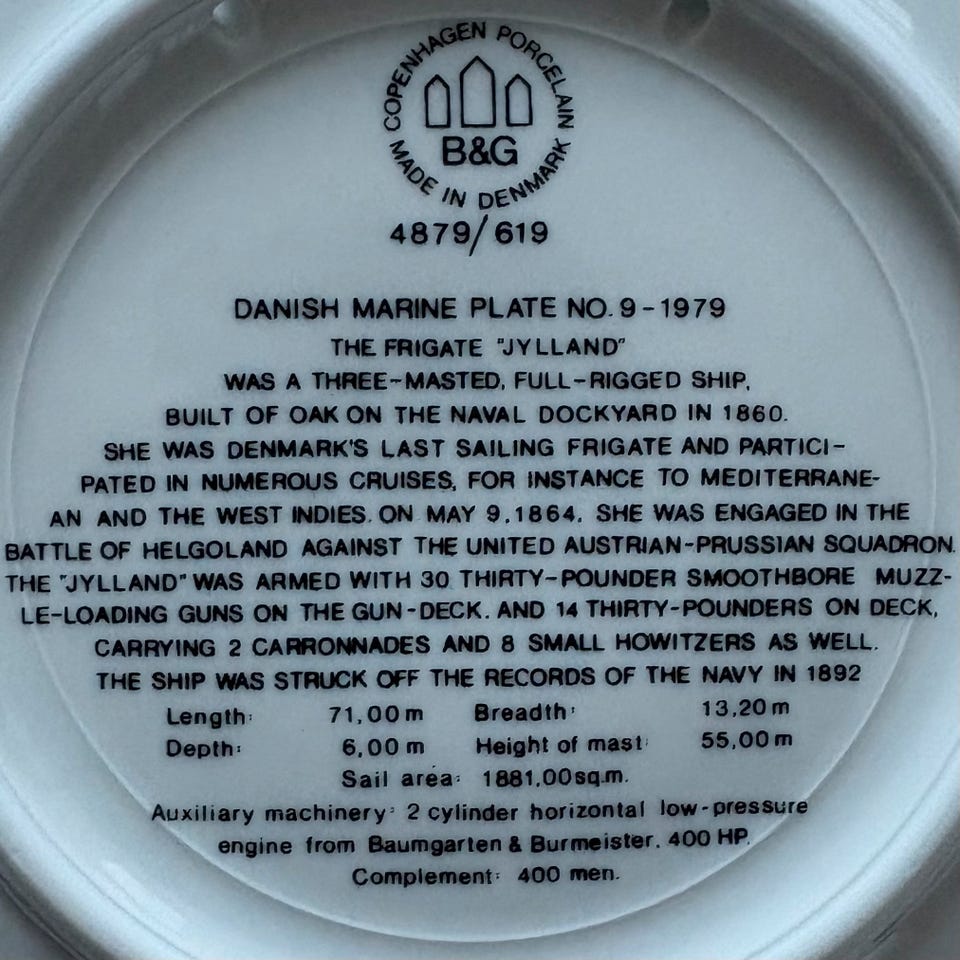 COPENHAGEN PORCELAIN
B&G
MADE IN DENMARK
4879/619
DANISH MARINE PLATE NO. 9-1979
THE FRIGATE "JYLLAND"
WAS A THREE-MASTED, FULL-RIGGED SHIP,
BUILT OF OAK ON THE NAVAL DOCKYARD IN 1860.
SHE WAS DENMARK'S LAST SAILING FRIGATE AND PARTICI-
PATED IN NUMEROUS CRUISES, FOR INSTANCE TO MEDITERRANE-
AN AND THE WEST INDIES. ON MAY 9.1864. SHE WAS ENGAGED IN THE
BATTLE OF HELGOLAND AGAINST THE UNITED AUSTRIAN-PRUSSIAN SQUADRON.
THE "JYLLAND" WAS ARMED WITH 30 THIRTY-POUNDER SMOOTHBORE MUZZ-
LE-LOADING GUNS ON THE GUN-DECK. AND 14 THIRTY-POUNDERS ON DECK,
CARRYING 2 CARRONNADES AND 8 SMALL HOWITZERS AS WELL.
THE SHIP WAS STRUCK OFF THE RECORDS OF THE NAVY IN 1892
Length: 71,00 m Breadth: 13,20 m
Depth: 6,00 m Height of mast: 55,00 m
Sail area: 1881,00 sq.m.
Auxiliary machinery: 2 cylinder horizontal low-pressure
engine from Baumgarten & Burmeister. 400 HP.
Complement: 400 men.